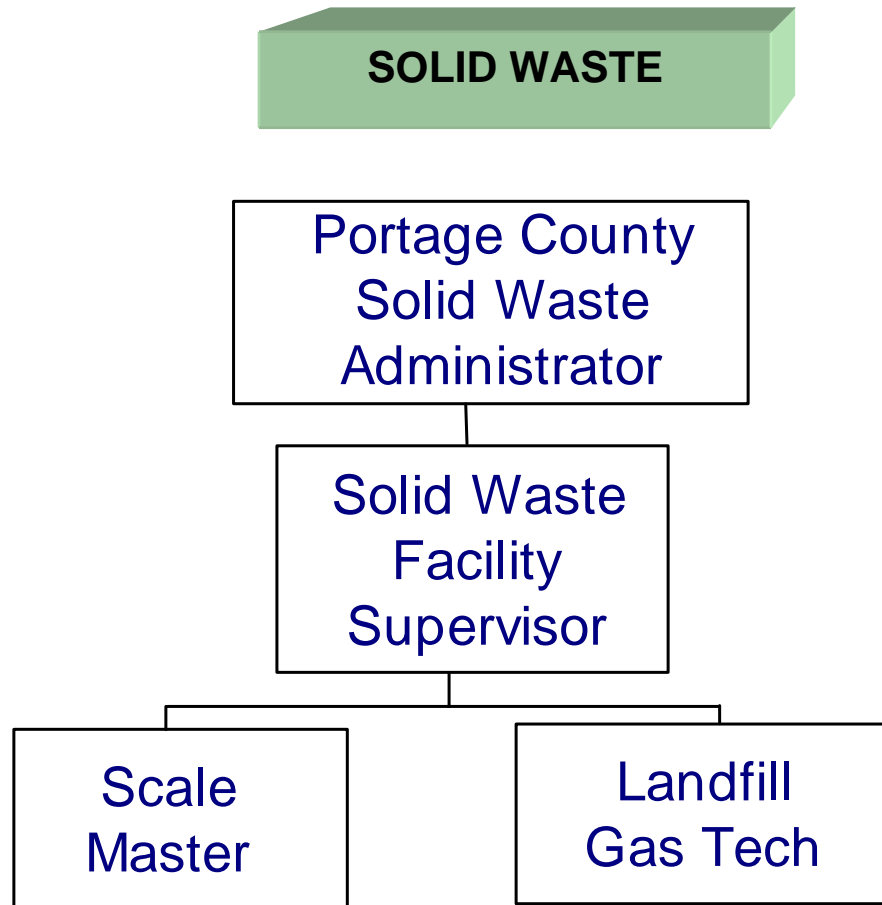 SOLID WASTE
Portage County
Solid Waste
Administrator
Solid Waste
Facility
Supervisor
Scale
Master
Landfill
Gas Tech